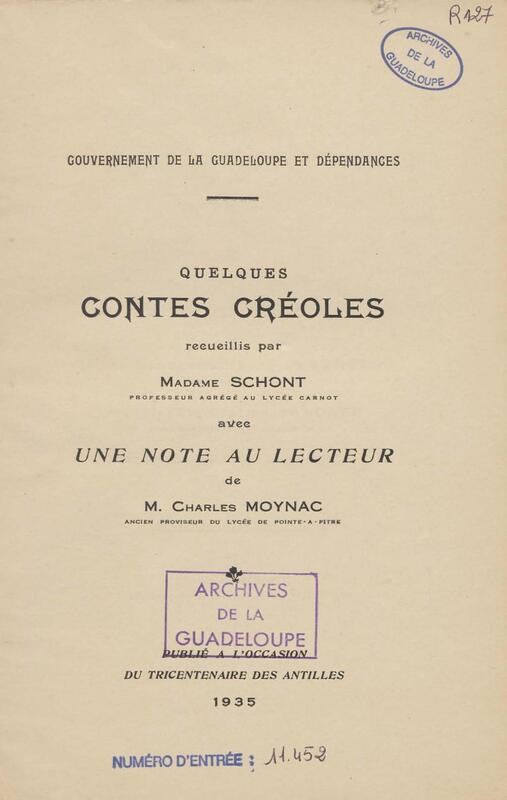 R127
ARCHIVES
DE LA
GUADELOUPE
GOUVERNEMENT DE LA GUADELOUPE ET DÉPENDANCES
QUELQUES
CONTES CRÉOLES
recueillis par
MADAME SCHONT
PROFESSEUR AGRÉGÉ AU LYCÉE CARNOT
avec
UNE NOTE AU LECTEUR
de
M. CHARLES MOYNAC
ANCIEN PROVISEUR DU LYCÉE DE POINTE-A-PITRE
ARCHIVES
DE LA
GUADELOUPE
PUBLIÉ A L'OCCASION
DU TRICENTENAIRE DES ANTILLES
1935
NUMÉRO D'ENTRÉE : 11.452